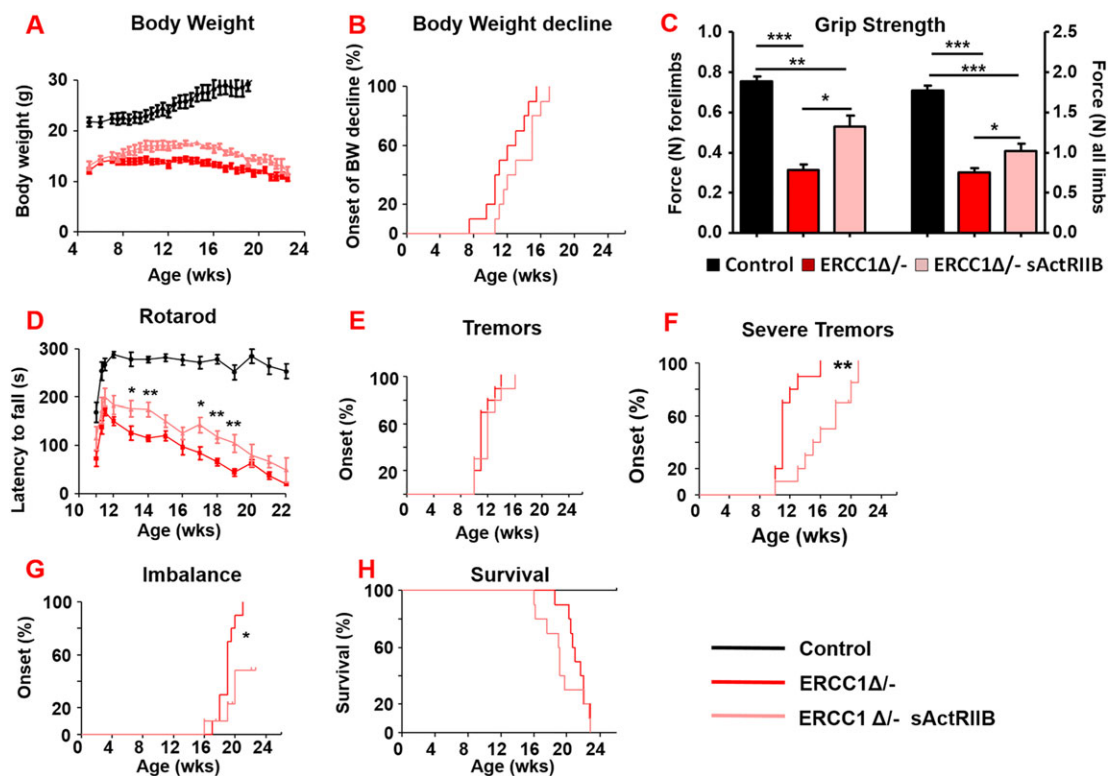 A Body Weight
Body weight (g)
30
20
10
0
4 8 12 16 20 24
Age (wks)
B Body Weight decline
Onset of BW decline (%)
100
80
60
40
20
0 4 8 12 16 20 24
Age (wks)
C Grip Strength
Force (N) forelimbs
1.0
0.8
0.6
0.4
0.2
*** ** * *** *** *
2.5
2.0
1.5
1.0
0.5
0.0
Force (N) all limbs
Control ERCC1Δ/- ERCC1Δ/- sActRIIB
D Rotarod
Latency to fall (s)
300
200
100
0
* ** * ** **
10 12 14 16 18 20 22
Age (wks)
E Tremors
Onset (%)
100
60
20
0 4 8 12 16 20 24
Age (wks)
F Severe Tremors
Onset (%)
100
60
20
0
**
0 4 8 12 16 20 24
Age (wks)
G Imbalance
Onset (%)
100
60
20
0
*
0 4 8 12 16 20 24
Age (wks)
H Survival
Survival (%)
100
60
20
0
0 4 8 12 16 20 24
Age (wks)
Control
ERCC1Δ/-
ERCC1 Δ/- sActRIIB